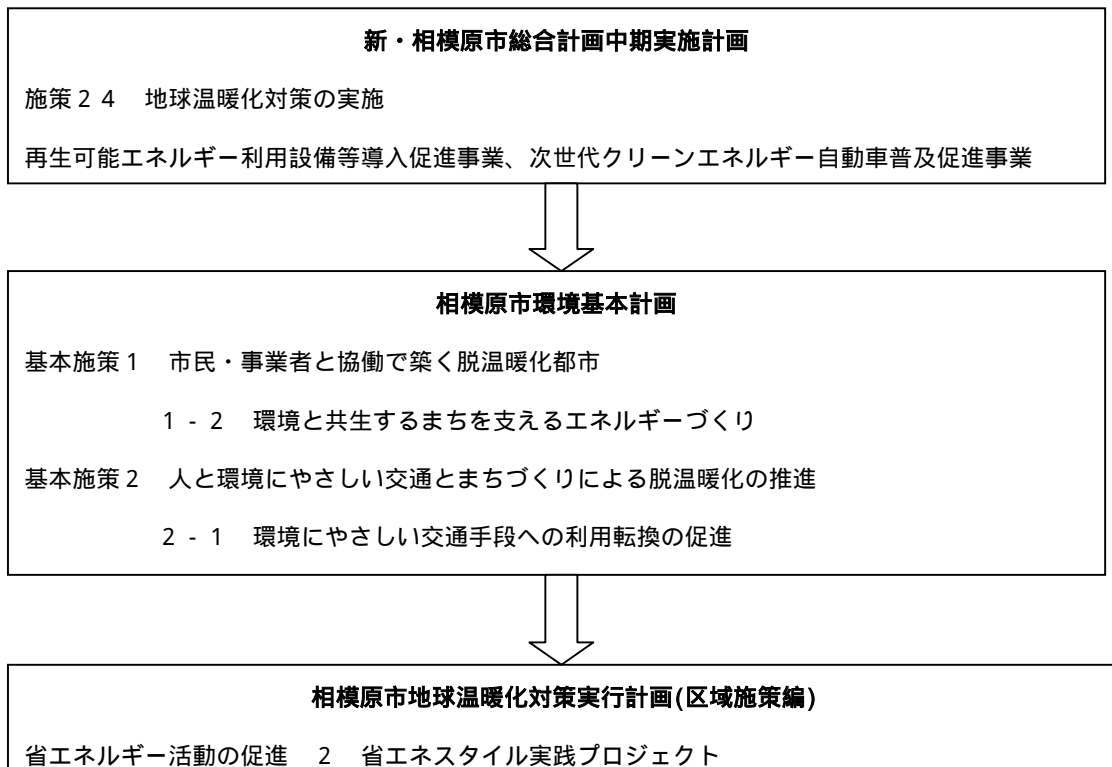 新・相模原市総合計画中期実施計画
施策24 地球温暖化対策の実施
再生可能エネルギー利用設備等導入促進事業、次世代クリーンエネルギー自動車普及促進事業
相模原市環境基本計画
基本施策1 市民・事業者と協働で築く脱温暖化都市
1-2 環境と共生するまちを支えるエネルギーづくり
基本施策2 人と環境にやさしい交通とまちづくりによる脱温暖化の推進
2-1 環境にやさしい交通手段への利用転換の促進
相模原市地球温暖化対策実行計画(区域施策編)
省エネルギー活動の促進 2 省エネスタイル実践プロジェクト